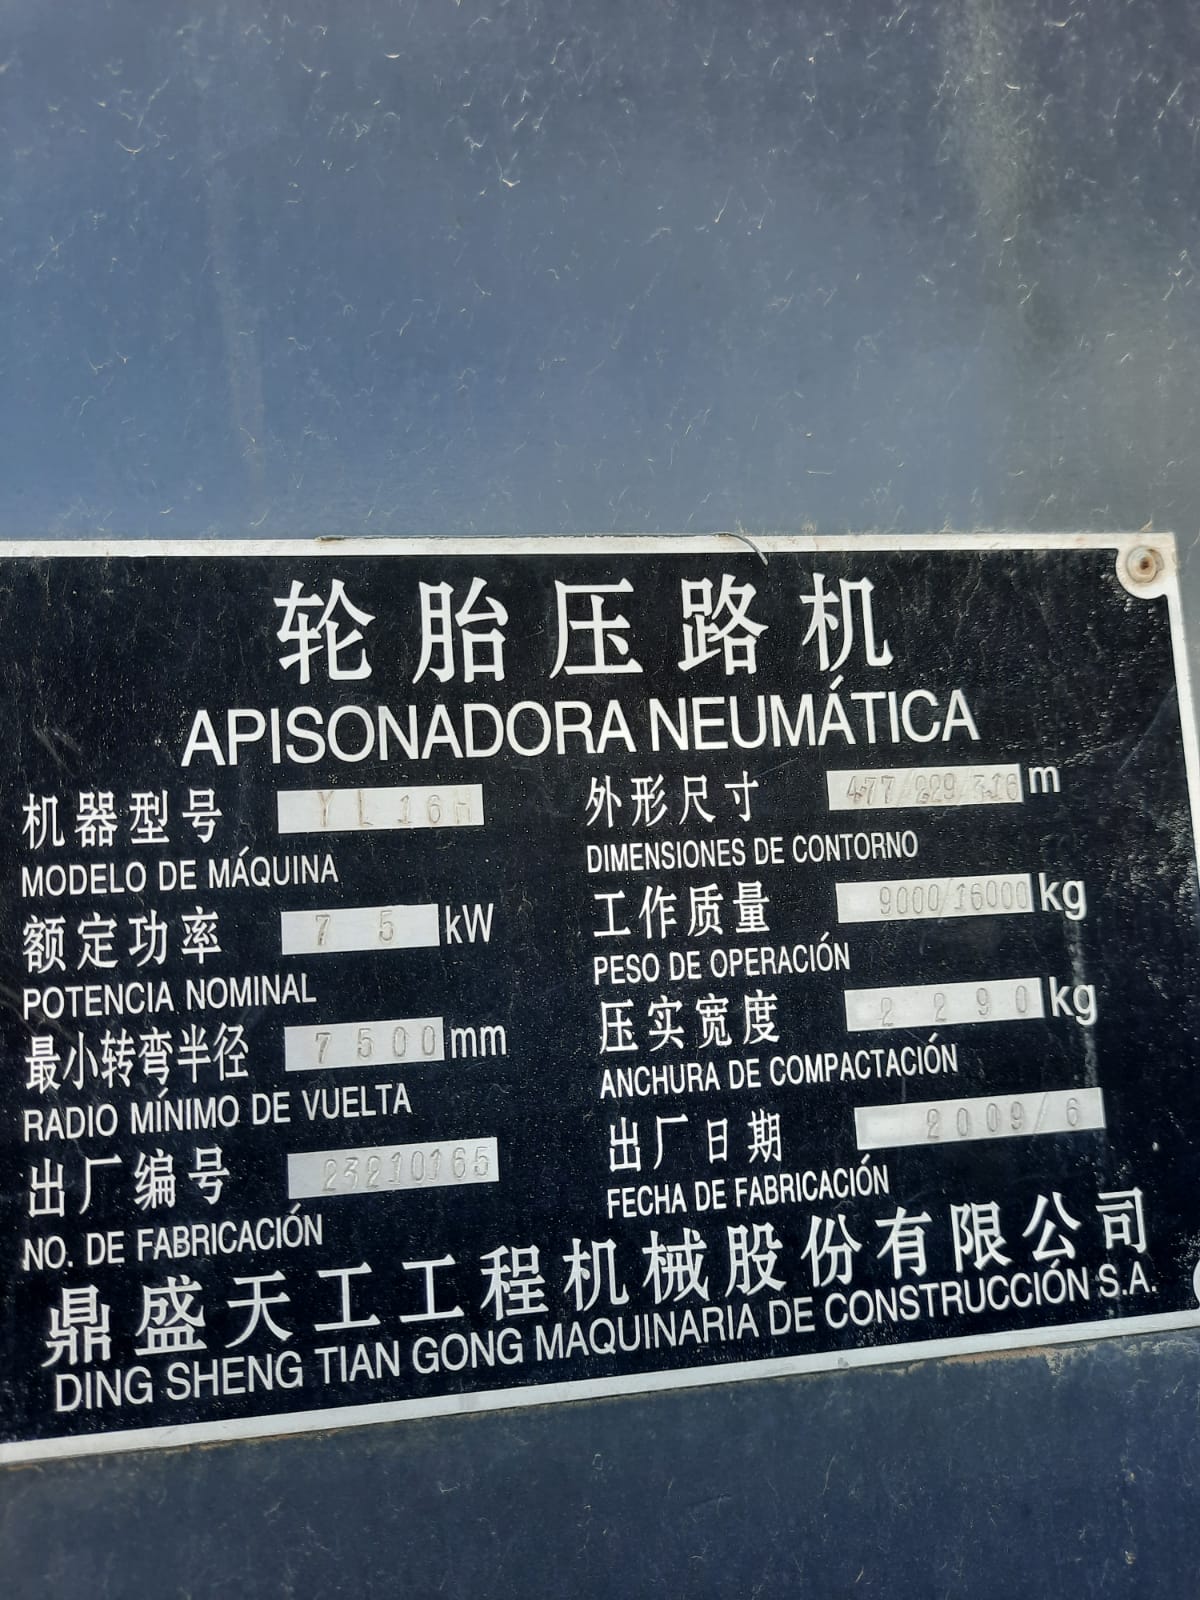 轮胎压路机
APISONADORA NEUMÁTICA
机器型号 YL16H
MODELO DE MÁQUINA
额定功率 75 kW
POTENCIA NOMINAL
最小转弯半径 7500 mm
RADIO MÍNIMO DE VUELTA
出厂编号 23210165
NO. DE FABRICACIÓN
外形尺寸 477/229/316 m
DIMENSIONES DE CONTORNO
工作质量 9000/16000 kg
PESO DE OPERACIÓN
压实宽度 2290 kg
ANCHURA DE COMPACTACIÓN
出厂日期 2009/6
FECHA DE FABRICACIÓN
鼎盛天工工程机械股份有限公司
DING SHENG TIAN GONG MAQUINARIA DE CONSTRUCCIÓN S.A.